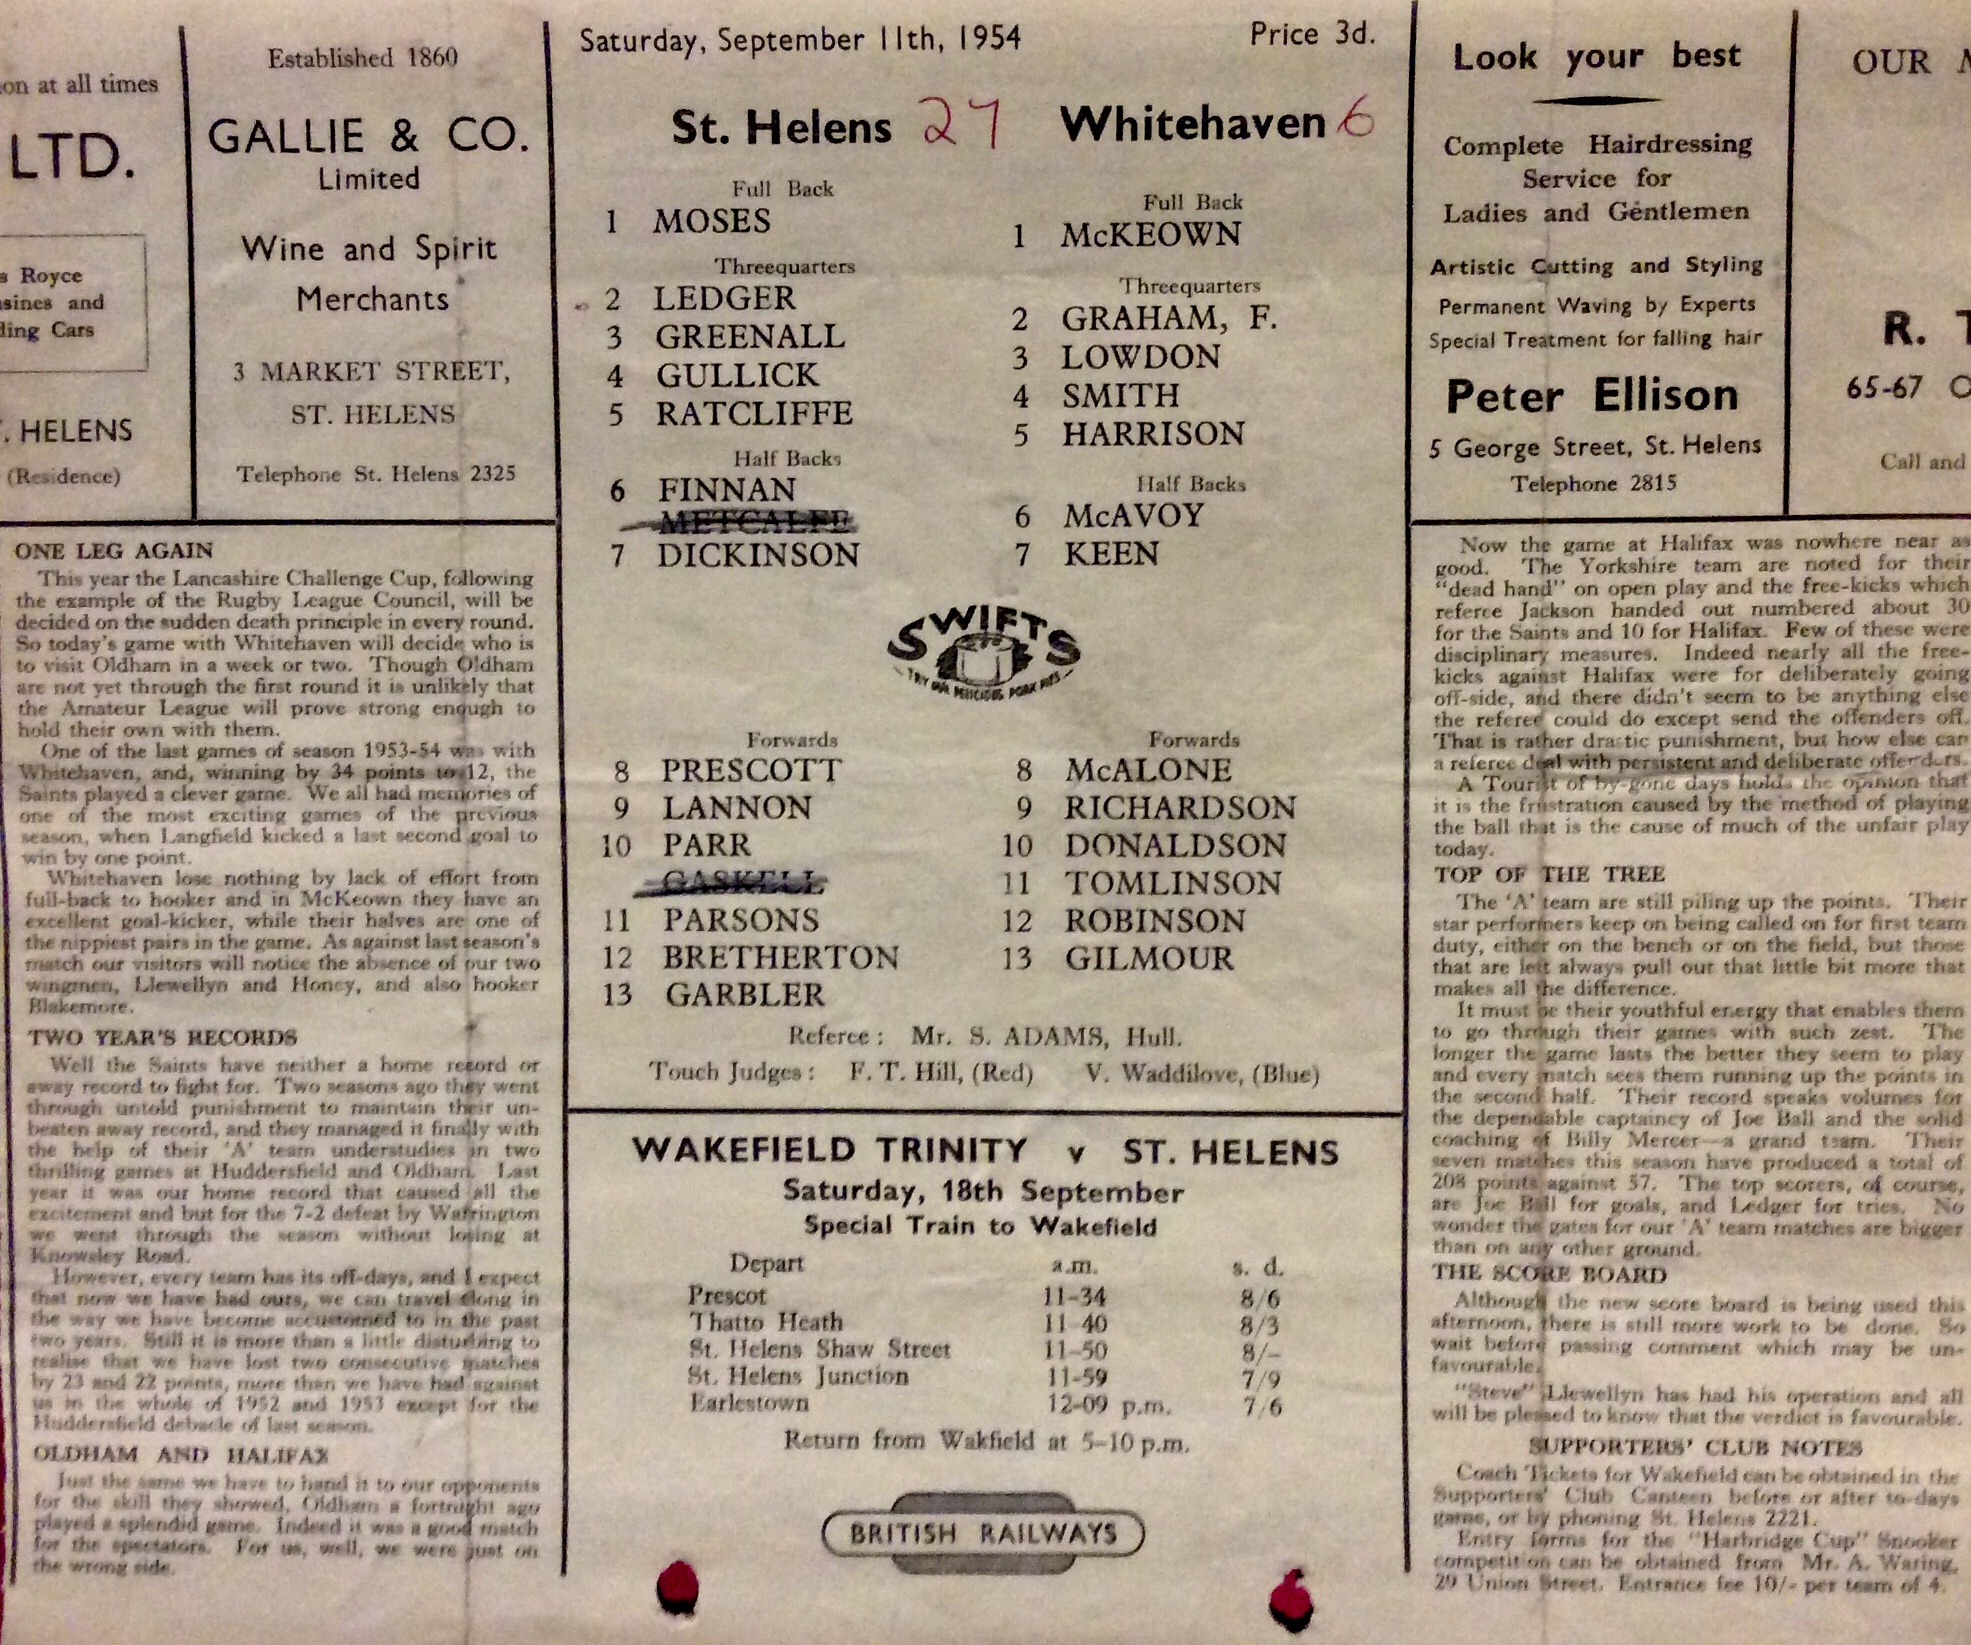 on at all times
LTD.
s Royce
sines and
ding Cars
. HELENS
(Residence)
Established 1860
GALLIE & CO.
Limited
Wine and Spirit
Merchants
3 MARKET STREET,
ST. HELENS
Telephone St. Helens 2325
ONE LEG AGAIN
This year the Lancashire Challenge Cup, following
the example of the Rugby League Council, will be
decided on the sudden death principle in every round.
So today's game with Whitehaven will decide who is
to visit Oldham in a week or two. Though Oldham
are not yet through the first round it is unlikely that
the Amateur League will prove strong enough to
hold their own with them.
One of the last games of season 1953-54 was with
Whitehaven, and, winning by 34 points to 12, the
Saints played a clever game. We all had memories of
one of the most exciting games of the previous
season, when Langfield kicked a last second goal to
win by one point.
Whitehaven lose nothing by lack of effort from
full-back to hooker and in McKeown they have an
excellent goal-kicker, while their halves are one of
the nippiest pairs in the game. As against last season's
match our visitors will notice the absence of our two
wingmen, Llewellyn and Honey, and also hooker
Blakemore.
TWO YEAR'S RECORDS
Well the Saints have neither a home record or
away record to fight for. Two seasons ago they went
through untold punishment to maintain their un-
beaten away record, and they managed it finally with
the help of their 'A' team understudies in two
thrilling games at Huddersfield and Oldham. Last
year it was our home record that caused all the
excitement and but for the 7-2 defeat by Warrington
we went through the season without losing at
Knowsley Road.
However, every team has its off-days, and I expect
that now we have had ours, we can travel along in
the way we have become accustomed to in the past
two years. Still it is more than a little disturbing to
realise that we have lost two consecutive matches
by 23 and 22 points, more than we have had against
us in the whole of 1952 and 1953 except for the
Huddersfield debacle of last season.
OLDHAM AND HALIFAX
Just the same we have to hand it to our opponents
for the skill they showed. Oldham a fortnight ago
played a splendid game. Indeed it was a good match
for the spectators. For us, well, we were just on
the wrong side.
Saturday, September 11th, 1954 Price 3d.
St. Helens 27 Whitehaven 6
Full Back
1 MOSES
Threequarters
2 LEDGER
3 GREENALL
4 GULLICK
5 RATCLIFFE
Half Backs
6 FINNAN
METCALFE
7 DICKINSON
Full Back
1 McKEOWN
Threequarters
2 GRAHAM, F.
3 LOWDON
4 SMITH
5 HARRISON
Half Backs
6 McAVOY
7 KEEN
SWIFTS
TRY OUR DELICIOUS PORK PIES
Forwards
8 PRESCOTT
9 LANNON
10 PARR
GASKELL
11 PARSONS
12 BRETHERTON
13 GARBLER
Forwards
8 McALONE
9 RICHARDSON
10 DONALDSON
11 TOMLINSON
12 ROBINSON
13 GILMOUR
Referee : Mr. S. ADAMS, Hull.
Touch Judges : F. T. Hill, (Red) V. Waddilove, (Blue)
WAKEFIELD TRINITY v ST. HELENS
Saturday, 18th September
Special Train to Wakefield
Depart a.m. s. d.
Prescot 11-34 8/6
Thatto Heath 11-40 8/3
St. Helens Shaw Street 11-50 8/-
St. Helens Junction 11-59 7/9
Earlestown 12-09 p.m. 7/6
Return from Wakfield at 5-10 p.m.
BRITISH RAILWAYS
Look your best
Complete Hairdressing
Service for
Ladies and Gentlemen
Artistic Cutting and Styling
Permanent Waving by Experts
Special Treatment for falling hair
Peter Ellison
5 George Street, St. Helens
Telephone 2815
OUR M
R. T
65-67 O
Call and
Now the game at Halifax was nowhere near as
good. The Yorkshire team are noted for their
"dead hand" on open play and the free-kicks which
referee Jackson handed out numbered about 30
for the Saints and 10 for Halifax. Few of these were
disciplinary measures. Indeed nearly all the free-
kicks against Halifax were for deliberately going
off-side, and there didn't seem to be anything else
the referee could do except send the offenders off.
That is rather drastic punishment, but how else can
a referee deal with persistent and deliberate offenders.
A Tourist of by-gone days holds the opinion that
it is the frustration caused by the method of playing
the ball that is the cause of much of the unfair play
today.
TOP OF THE TREE
The 'A' team are still piling up the points. Their
star performers keep on being called on for first team
duty, either on the bench or on the field, but those
that are left always pull out that little bit more that
makes all the difference.
It must be their youthful energy that enables them
to go through their games with such zest. The
longer the game lasts the better they seem to play
and every match sees them running up the points in
the second half. Their record speaks volumes for
the dependable captaincy of Joe Ball and the solid
coaching of Billy Mercer—a grand team. Their
seven matches this season have produced a total of
208 points against 57. The top scorers, of course,
are Joe Ball for goals, and Ledger for tries. No
wonder the gates for our 'A' team matches are bigger
than on any other ground.
THE SCORE BOARD
Although the new score board is being used this
afternoon, there is still more work to be done. So
wait before passing comment which may be un-
favourable.
"Steve" Llewellyn has had his operation and all
will be pleased to know that the verdict is favourable.
SUPPORTERS' CLUB NOTES
Coach Tickets for Wakefield can be obtained in the
Supporters' Club Canteen before or after to-days
game, or by phoning St. Helens 2221.
Entry forms for the "Harbridge Cup" Snooker
competition can be obtained from Mr. A. Waring,
29 Union Street. Entrance fee 10/- per team of 4.